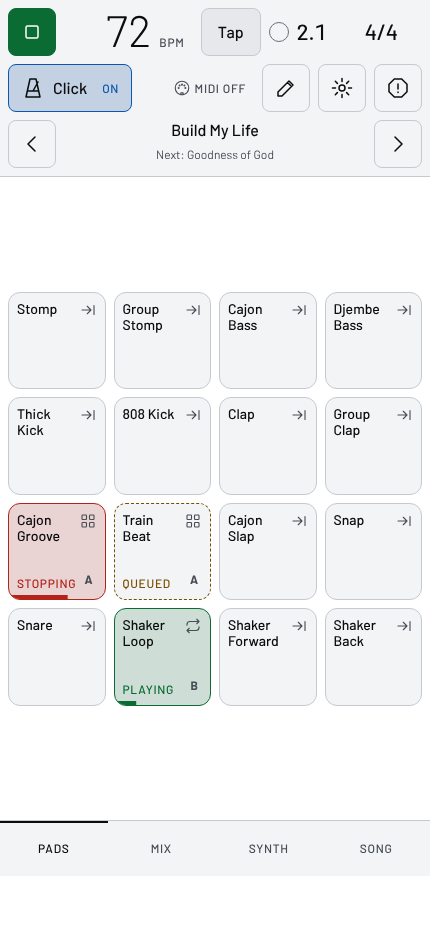 72 BPM
Tap
2.1
4/4
Click ON
MIDI OFF
Build My Life
Next: Goodness of God
Stomp
Group
Stomp
Cajon
Bass
Djembe
Bass
Thick
Kick
808 Kick
Clap
Group
Clap
Cajon
Groove
STOPPING A
Train
Beat
QUEUED A
Cajon
Slap
Snap
Snare
Shaker
Loop
PLAYING B
Shaker
Forward
Shaker
Back
PADS
MIX
SYNTH
SONG